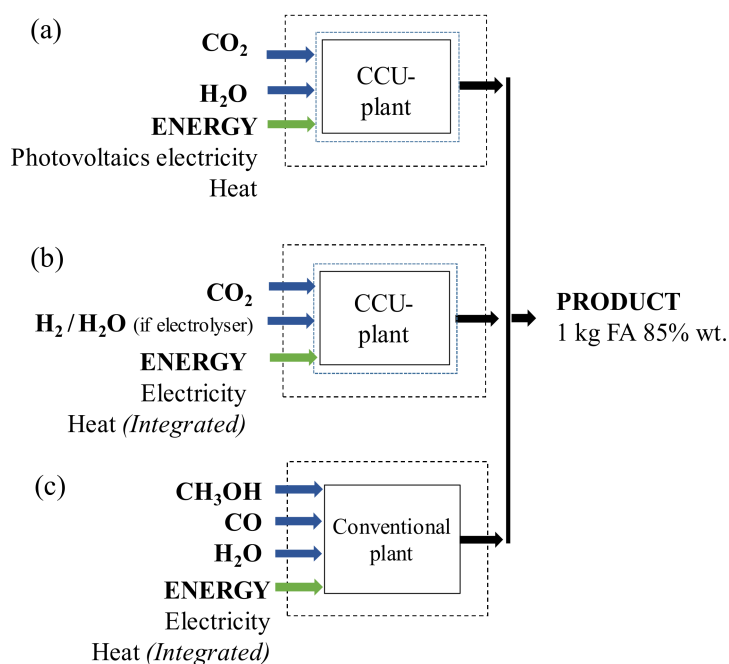 (a)
CO₂
H₂O
ENERGY
Photovoltaics electricity
Heat
CCU-
plant
(b)
CO₂
H₂ / H₂O (if electrolyser)
ENERGY
Electricity
Heat (Integrated)
CCU-
plant
PRODUCT
1 kg FA 85% wt.
(c)
CH₃OH
CO
H₂O
ENERGY
Electricity
Heat (Integrated)
Conventional
plant